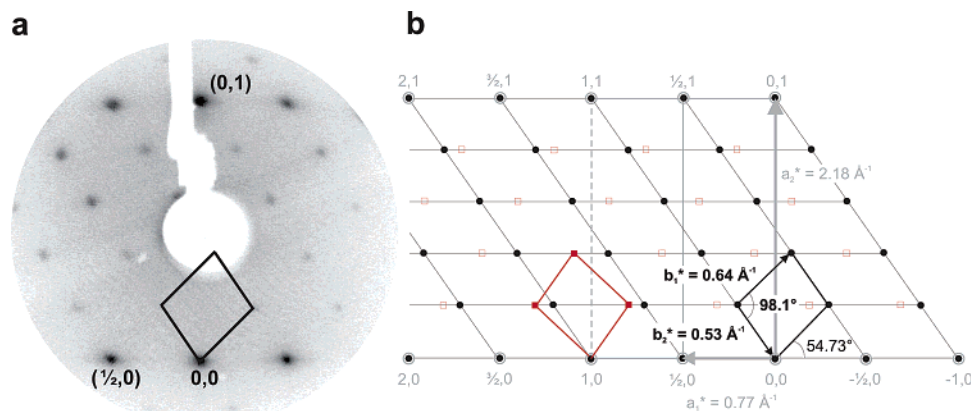 a
(0,1)
(½,0)
0,0
b
2,1 ³⁄₂,1 1,1 ½,1 0,1
a₂* = 2.18 Å⁻¹
b₁* = 0.64 Å⁻¹
98.1°
b₂* = 0.53 Å⁻¹
54.73°
2,0 ³⁄₂,0 1,0 ½,0 0,0 -½,0 -1,0
a₁* = 0.77 Å⁻¹